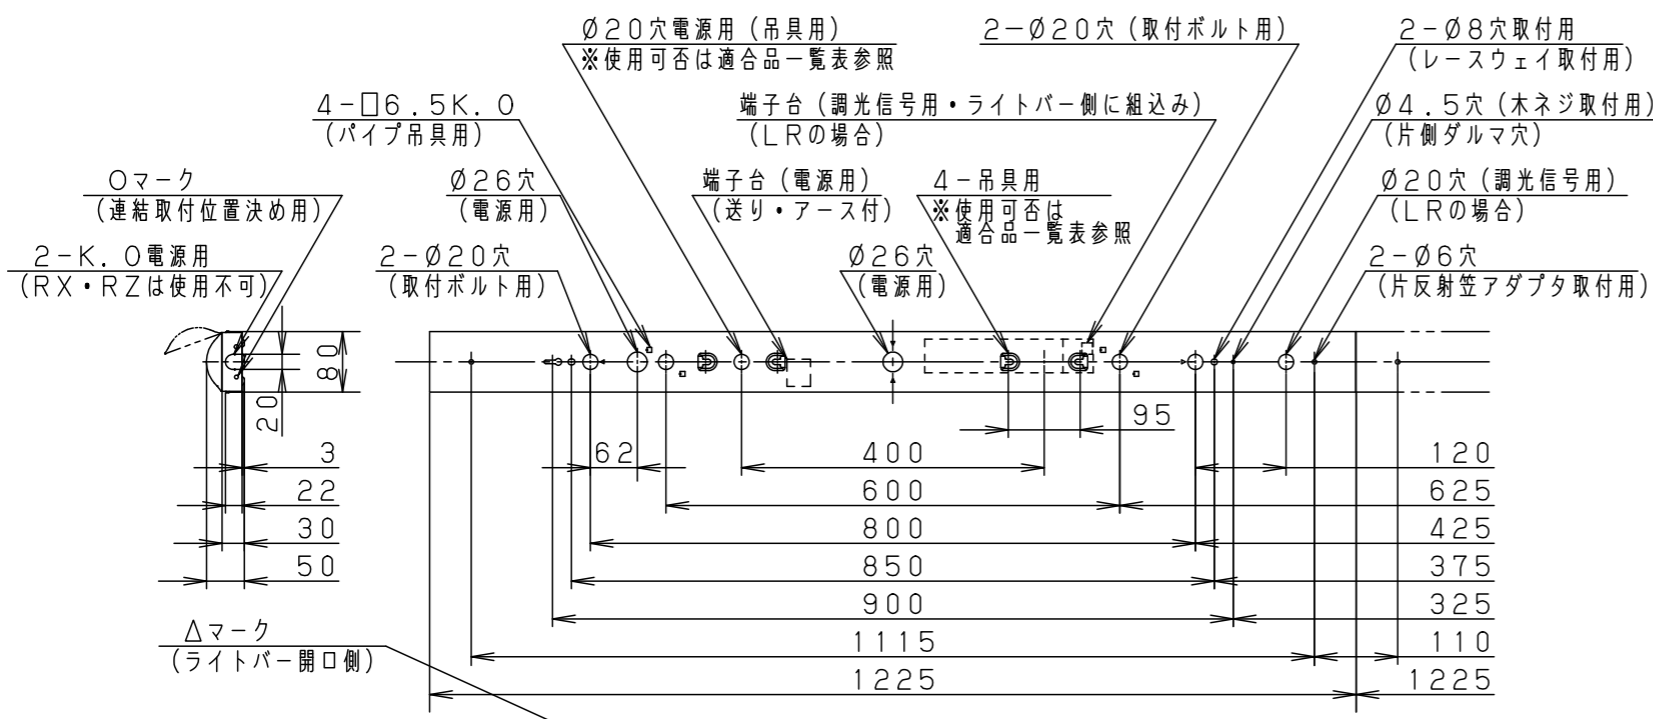 Ø20穴電源用（吊具用）
※使用可否は適合品一覧表参照
2－Ø20穴（取付ボルト用）
2－Ø8穴取付用
（レースウェイ取付用）
4－□6.5K.O
（パイプ吊具用）
端子台（調光信号用・ライトバー側に組込み）
（LRの場合）
Ø4.5穴（木ネジ取付用）
（片側ダルマ穴）
Oマーク
（連結取付位置決め用）
Ø26穴
（電源用）
端子台（電源用）
（送り・アース付）
4－吊具用
※使用可否は
適合品一覧表参照
Ø20穴（調光信号用）
（LRの場合）
2－K.O電源用
（RX・RZは使用不可）
2－Ø20穴
（取付ボルト用）
Ø26穴
（電源用）
2－Ø6穴
（片反射笠アダプタ取付用）
80
20
95
3
62
400
120
22
600
625
30
800
425
50
850
375
900
325
△マーク
（ライトバー開口側）
1115
110
1225
1225